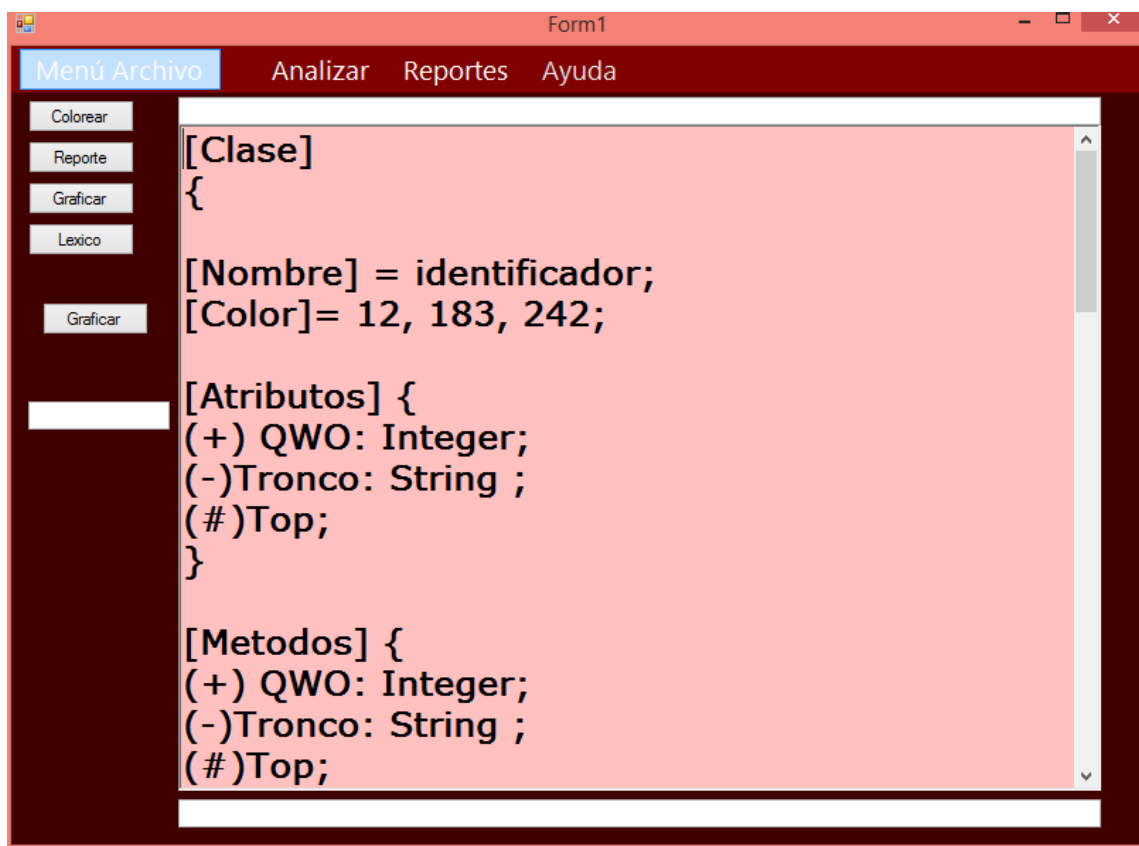 Form1
Menú Archivo Analizar Reportes Ayuda
Colorear
Reporte
Graficar
Lexico
Graficar
[Clase]
{
[Nombre] = identificador;
[Color]= 12, 183, 242;
[Atributos] {
(+) QWO: Integer;
(-)Tronco: String ;
(#)Top;
}
[Metodos] {
(+) QWO: Integer;
(-)Tronco: String ;
(#)Top;